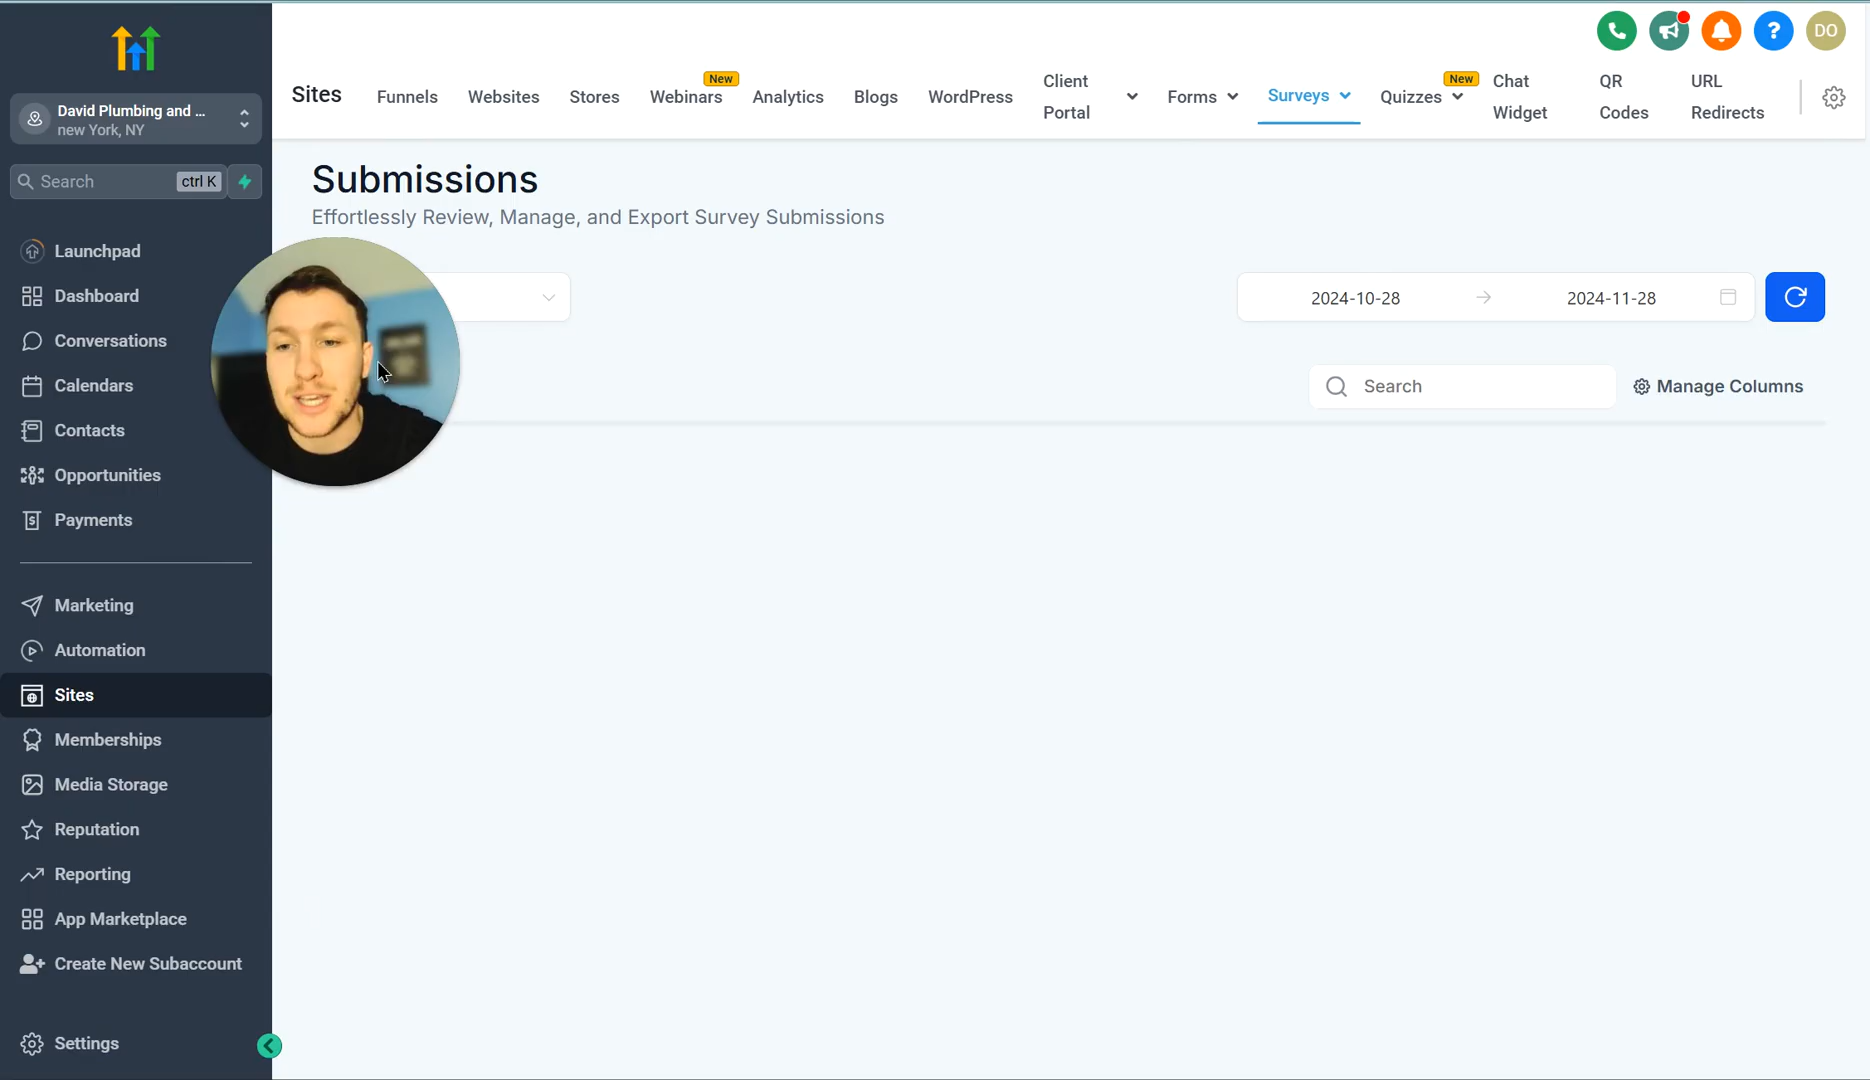 David Plumbing and ...
new York, NY
Search ctrl K
Launchpad
Dashboard
Conversations
Calendars
Contacts
Opportunities
Payments
Marketing
Automation
Sites
Memberships
Media Storage
Reputation
Reporting
App Marketplace
Create New Subaccount
Settings
DO
Sites
Funnels
Websites
Stores
New
Webinars
Analytics
Blogs
WordPress
Client
Portal
Forms
Surveys
New
Quizzes
Chat
Widget
QR
Codes
URL
Redirects
Submissions
Effortlessly Review, Manage, and Export Survey Submissions
2024-10-28
2024-11-28
Search
Manage Columns